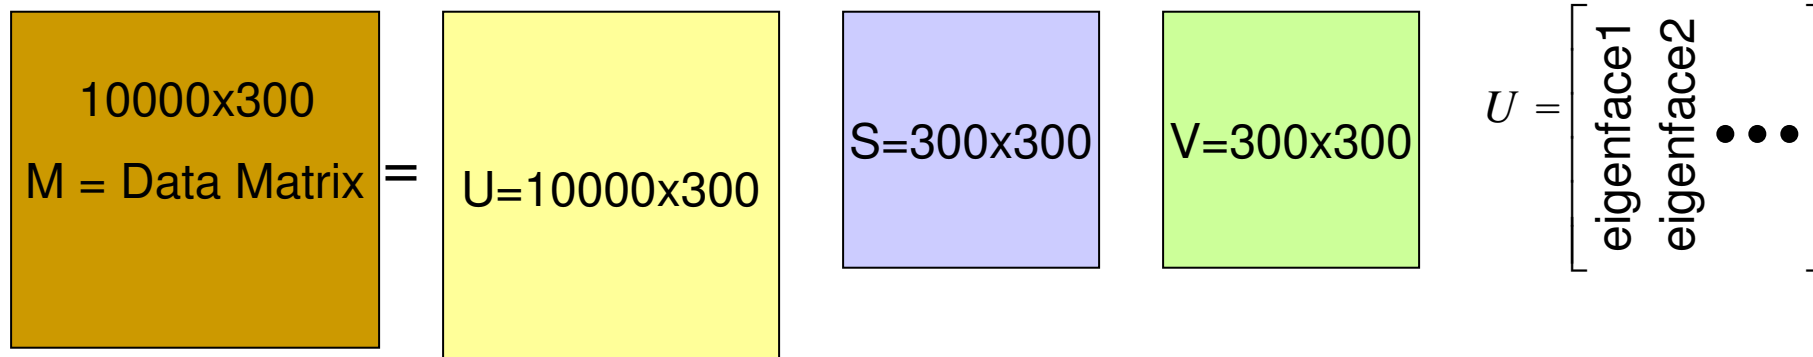 10000x300
M = Data Matrix
=
U=10000x300
S=300x300
V=300x300
U =
eigenface1
eigenface2
•••